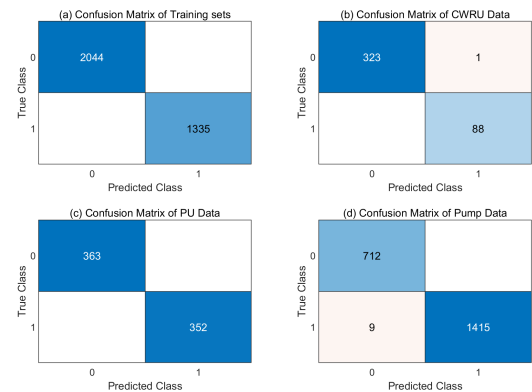 (a) Confusion Matrix of Training sets
True Class
0
2044
1
1335
0
1
Predicted Class
(b) Confusion Matrix of CWRU Data
True Class
0
323
1
1
88
0
1
Predicted Class
(c) Confusion Matrix of PU Data
True Class
0
363
1
352
0
1
Predicted Class
(d) Confusion Matrix of Pump Data
True Class
0
712
1
9
1415
0
1
Predicted Class